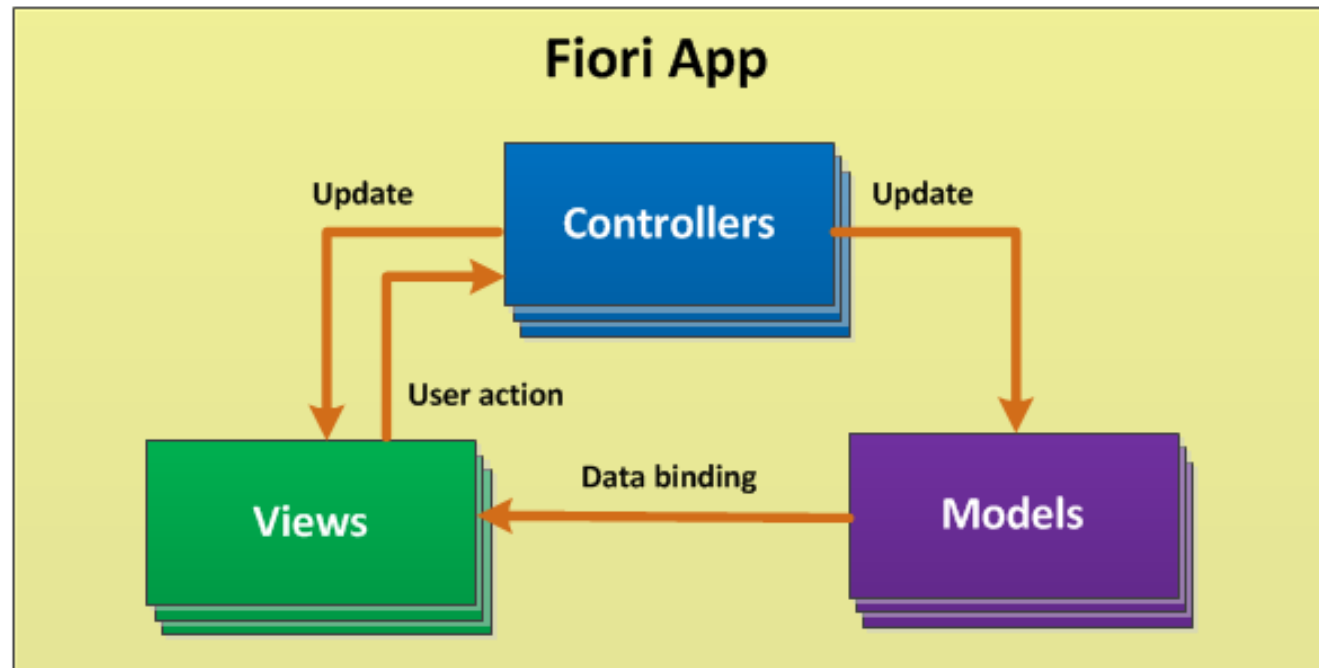 Fiori App
Update
Controllers
Update
User action
Views
Data binding
Models